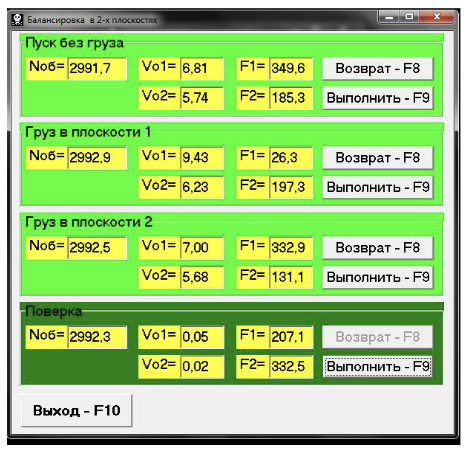 Балансировка в 2-х плоскостях
Пуск без груза
Nоб= 2991,7 Vo1= 6,81 F1= 349,6 Возврат - F8
Vo2= 5,74 F2= 185,3 Выполнить - F9
Груз в плоскости 1
Nоб= 2992,9 Vo1= 9,43 F1= 26,3 Возврат - F8
Vo2= 6,23 F2= 197,3 Выполнить - F9
Груз в плоскости 2
Nоб= 2992,5 Vo1= 7,00 F1= 332,9 Возврат - F8
Vo2= 5,68 F2= 131,1 Выполнить - F9
Поверка
Nоб= 2992,3 Vo1= 0,05 F1= 207,1 Возврат - F8
Vo2= 0,02 F2= 332,5 Выполнить - F9
Выход - F10